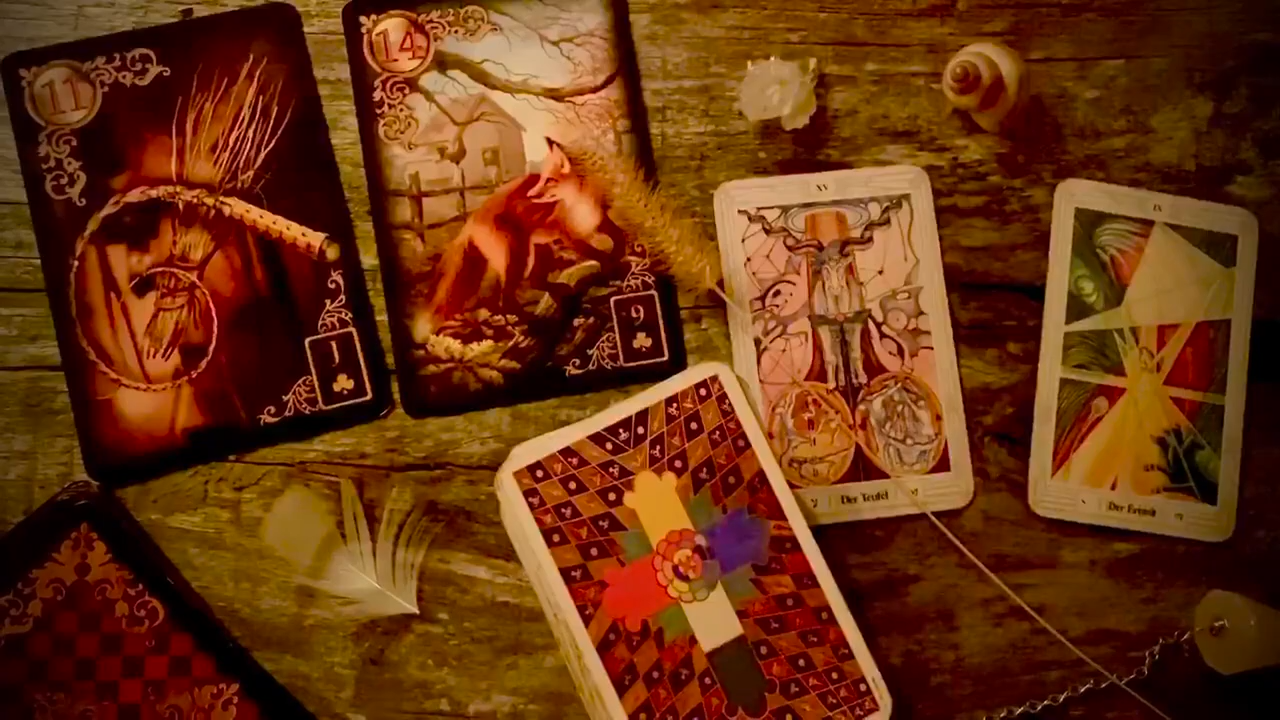 11
J
14
9
XV
Der Teufel
IX
Der Eremit